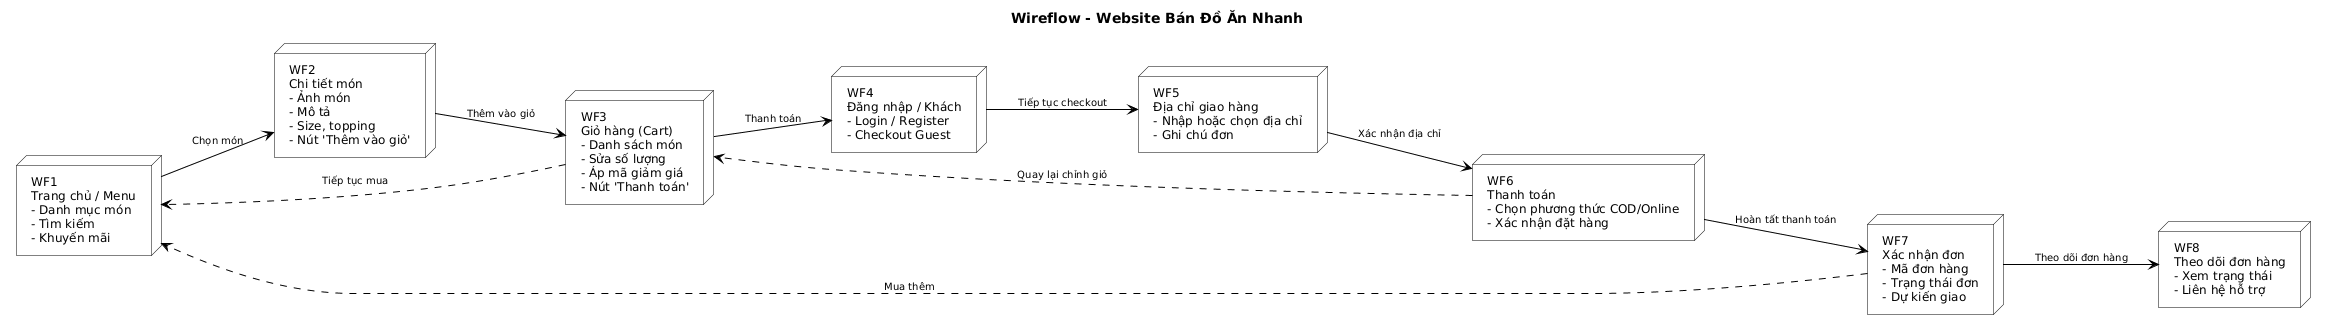 Wireflow - Website Bán Đồ Ăn Nhanh
WF1
Trang chủ / Menu
- Danh mục món
- Tìm kiếm
- Khuyến mãi
Chọn món
WF2
Chi tiết món
- Ảnh món
- Mô tả
- Size, topping
- Nút 'Thêm vào giỏ'
Thêm vào giỏ
WF3
Giỏ hàng (Cart)
- Danh sách món
- Sửa số lượng
- Áp mã giảm giá
- Nút 'Thanh toán'
Tiếp tục mua
Thanh toán
WF4
Đăng nhập / Khách
- Login / Register
- Checkout Guest
Tiếp tục checkout
WF5
Địa chỉ giao hàng
- Nhập hoặc chọn địa chỉ
- Ghi chú đơn
Xác nhận địa chỉ
WF6
Thanh toán
- Chọn phương thức COD/Online
- Xác nhận đặt hàng
Quay lại chỉnh giỏ
Hoàn tất thanh toán
WF7
Xác nhận đơn
- Mã đơn hàng
- Trạng thái đơn
- Dự kiến giao
Mua thêm
Theo dõi đơn hàng
WF8
Theo dõi đơn hàng
- Xem trạng thái
- Liên hệ hỗ trợ